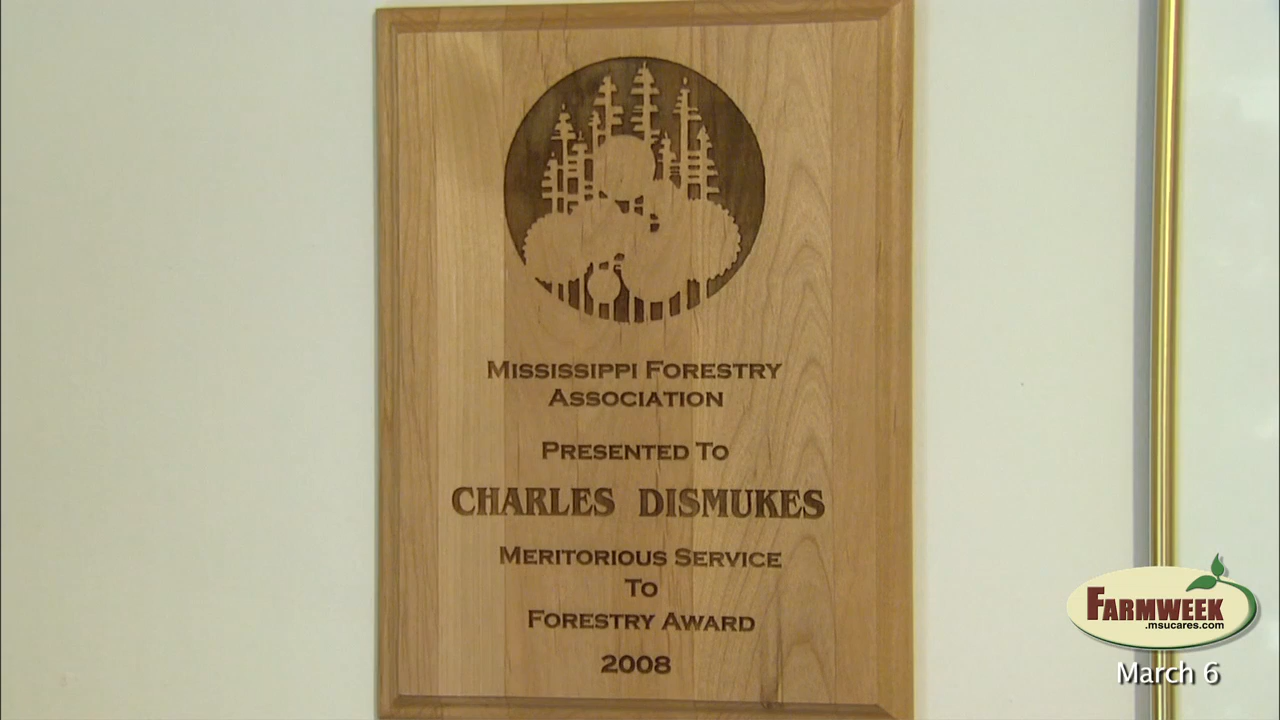 Mississippi Forestry
Association
Presented To
CHARLES DISMUKES
Meritorious Service
To
Forestry Award
2008
FARMWEEK
.msucares.com
March 6